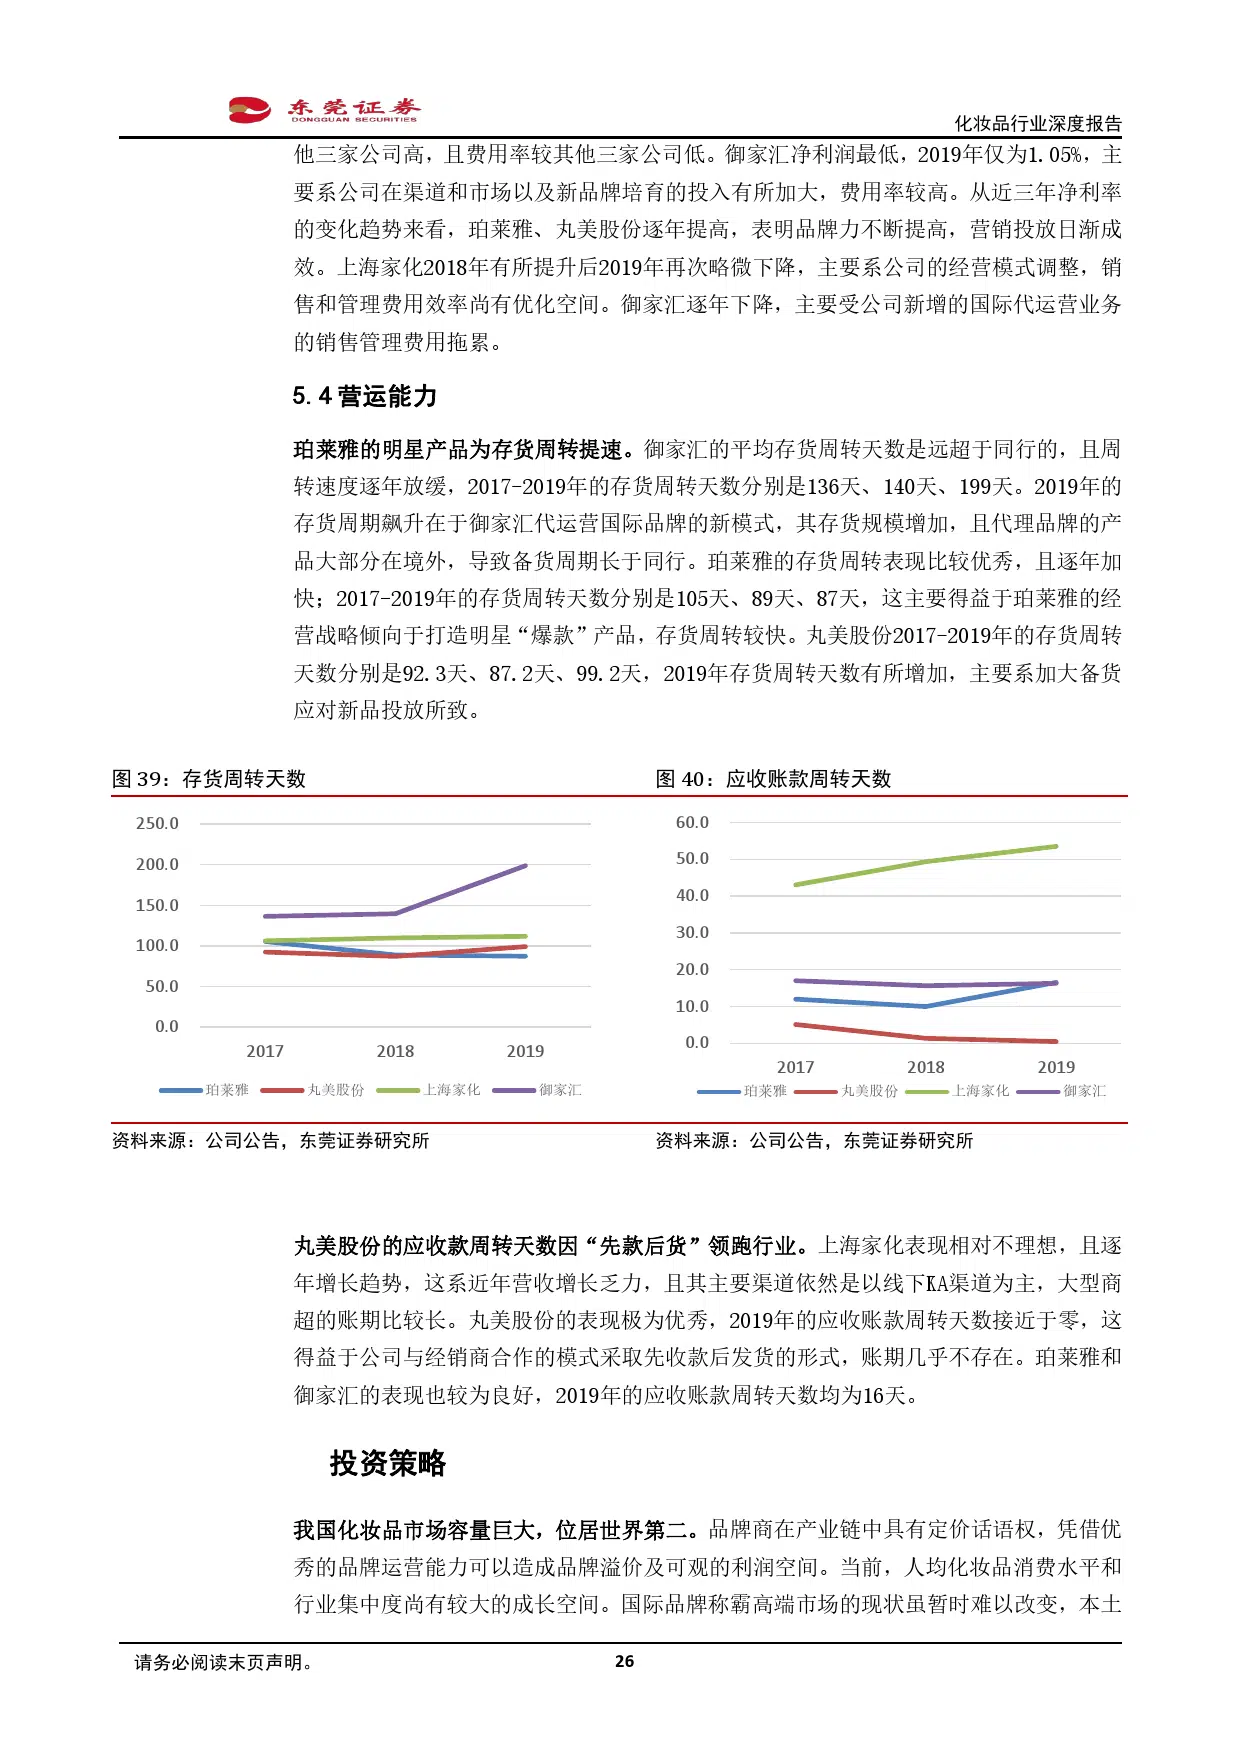 东莞证券
DONGGUAN SECURITIES
化妆品行业深度报告
他三家公司高，且费用率较其他三家公司低。御家汇净利润最低，2019年仅为1.05%，主
要系公司在渠道和市场以及新品牌培育的投入有所加大，费用率较高。从近三年净利率
的变化趋势来看，珀莱雅、丸美股份逐年提高，表明品牌力不断提高，营销投放日渐成
效。上海家化2018年有所提升后2019年再次略微下降，主要系公司的经营模式调整，销
售和管理费用效率尚有优化空间。御家汇逐年下降，主要受公司新增的国际代运营业务
的销售管理费用拖累。
5.4 营运能力
珀莱雅的明星产品为存货周转提速。御家汇的平均存货周转天数是远超于同行的，且周
转速度逐年放缓，2017-2019年的存货周转天数分别是136天、140天、199天。2019年的
存货周期飙升在于御家汇代运营国际品牌的新模式，其存货规模增加，且代理品牌的产
品大部分在境外，导致备货周期长于同行。珀莱雅的存货周转表现比较优秀，且逐年加
快；2017-2019年的存货周转天数分别是105天、89天、87天，这主要得益于珀莱雅的经
营战略倾向于打造明星“爆款”产品，存货周转较快。丸美股份2017-2019年的存货周转
天数分别是92.3天、87.2天、99.2天，2019年存货周转天数有所增加，主要系加大备货
应对新品投放所致。
图 39：存货周转天数
250.0
200.0
150.0
100.0
50.0
0.0
2017 2018 2019
珀莱雅 丸美股份 上海家化 御家汇
资料来源：公司公告，东莞证券研究所
图 40：应收账款周转天数
60.0
50.0
40.0
30.0
20.0
10.0
0.0
2017 2018 2019
珀莱雅 丸美股份 上海家化 御家汇
资料来源：公司公告，东莞证券研究所
丸美股份的应收款周转天数因“先款后货”领跑行业。上海家化表现相对不理想，且逐
年增长趋势，这系近年营收增长乏力，且其主要渠道依然是以线下KA渠道为主，大型商
超的账期比较长。丸美股份的表现极为优秀，2019年的应收账款周转天数接近于零，这
得益于公司与经销商合作的模式采取先收款后发货的形式，账期几乎不存在。珀莱雅和
御家汇的表现也较为良好，2019年的应收账款周转天数均为16天。
投资策略
我国化妆品市场容量巨大，位居世界第二。品牌商在产业链中具有定价话语权，凭借优
秀的品牌运营能力可以造成品牌溢价及可观的利润空间。当前，人均化妆品消费水平和
行业集中度尚有较大的成长空间。国际品牌称霸高端市场的现状虽暂时难以改变，本土
请务必阅读末页声明。
26